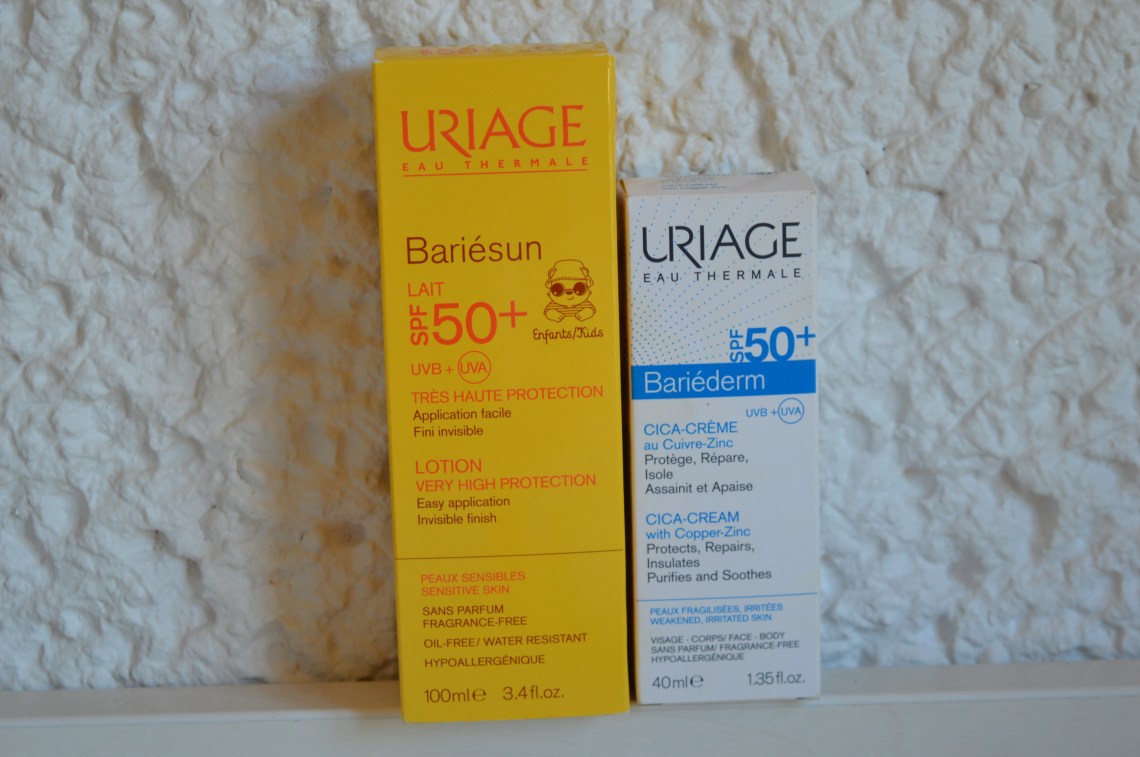 URIAGE
EAU THERMALE
Bariésun
LAIT
SPF 50+
Enfants/Kids
UVB + UVA
TRÈS HAUTE PROTECTION
Application facile
Fini invisible
LOTION
VERY HIGH PROTECTION
Easy application
Invisible finish
PEAUX SENSIBLES
SENSITIVE SKIN
SANS PARFUM
FRAGRANCE-FREE
OIL-FREE/ WATER RESISTANT
HYPOALLERGÉNIQUE
100ml℮ 3.4fl.oz.
URIAGE
EAU THERMALE
SPF 50+
Bariéderm
UVB + UVA
CICA-CRÈME
au Cuivre-Zinc
Protège, Répare,
Isole
Assainit et Apaise
CICA-CREAM
with Copper-Zinc
Protects, Repairs,
Insulates
Purifies and Soothes
PEAUX FRAGILISÉES, IRRITÉES
WEAKENED, IRRITATED SKIN
VISAGE - CORPS/ FACE - BODY
SANS PARFUM/ FRAGRANCE-FREE
HYPOALLERGÉNIQUE
40ml℮ 1.35fl.oz.